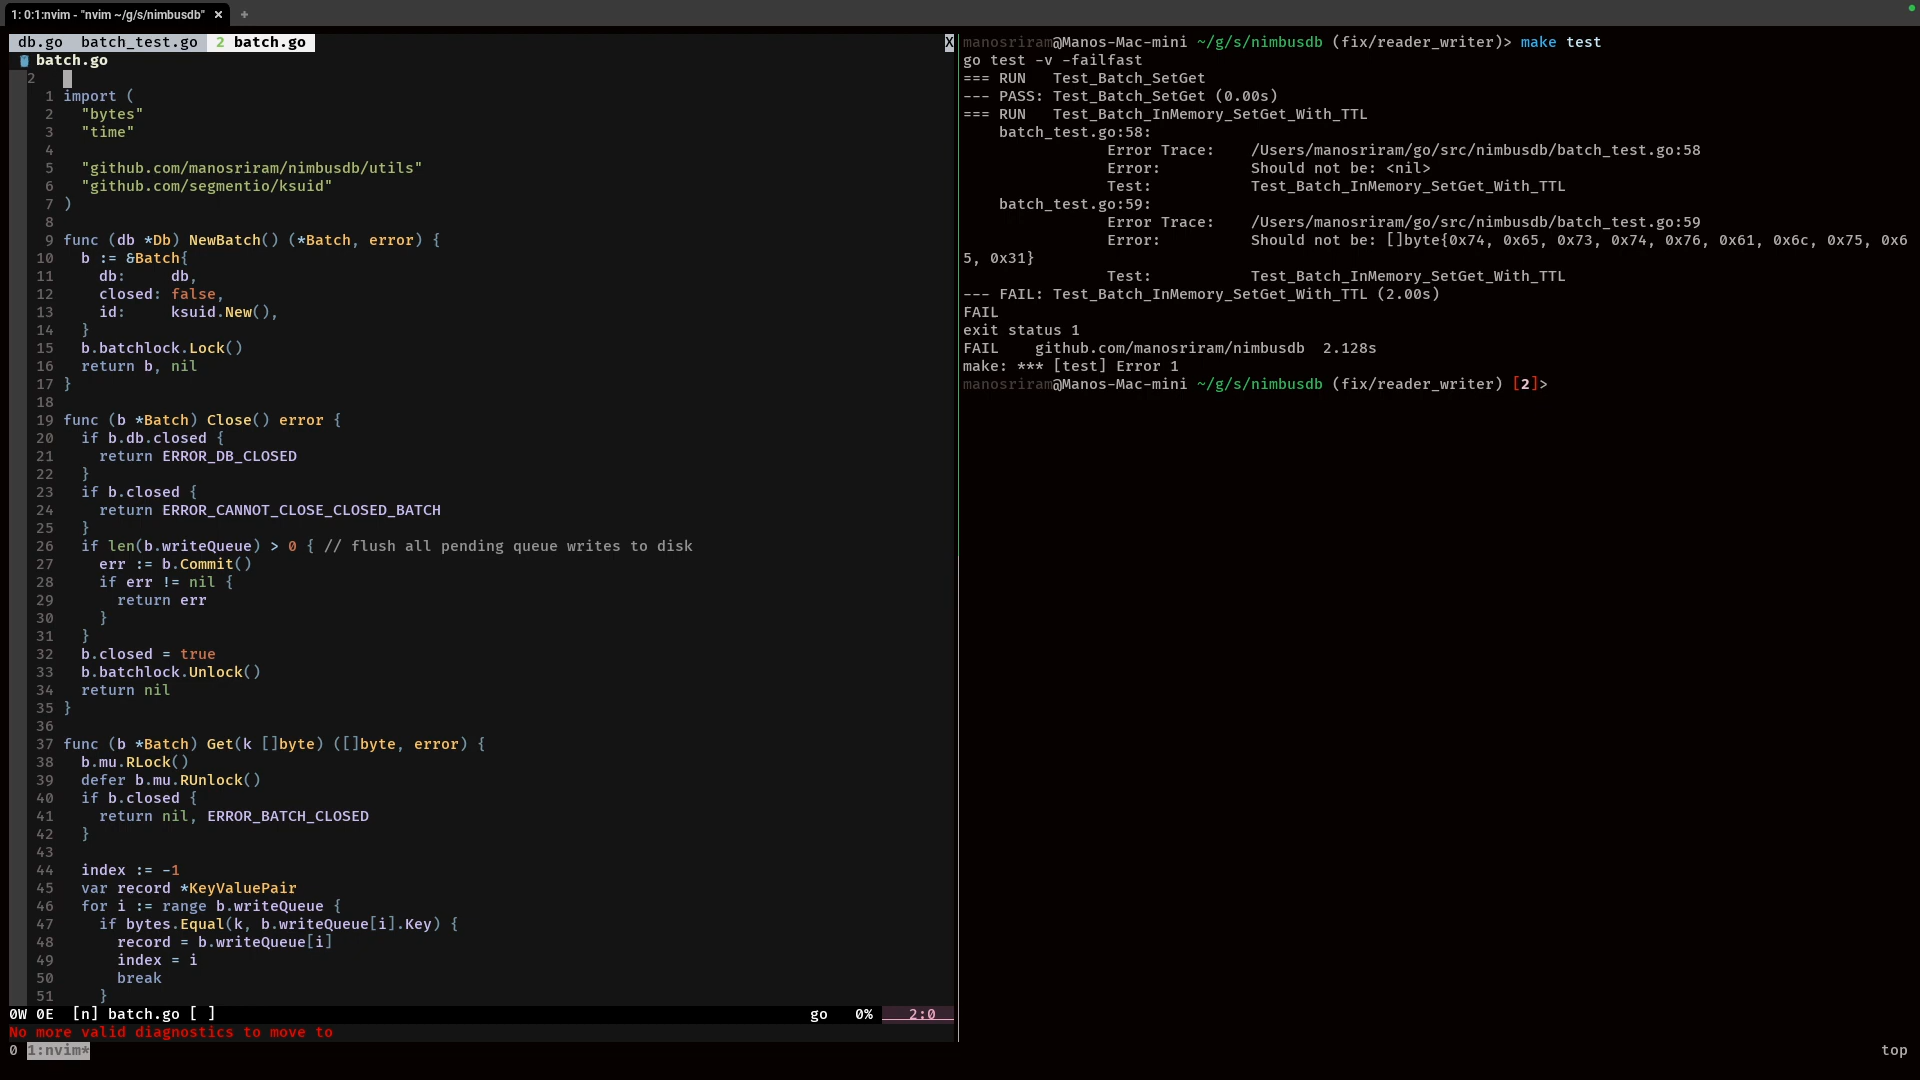 1: 0:1:nvim - "nvim ~/g/s/nimbusdb" × +
db.go batch_test.go 2 batch.go X
batch.go
2
1 import (
2 "bytes"
3 "time"
4
5 "github.com/manosriram/nimbusdb/utils"
6 "github.com/segmentio/ksuid"
7 )
8
9 func (db *Db) NewBatch() (*Batch, error) {
10 b := &Batch{
11 db: db,
12 closed: false,
13 id: ksuid.New(),
14 }
15 b.batchlock.Lock()
16 return b, nil
17 }
18
19 func (b *Batch) Close() error {
20 if b.db.closed {
21 return ERROR_DB_CLOSED
22 }
23 if b.closed {
24 return ERROR_CANNOT_CLOSE_CLOSED_BATCH
25 }
26 if len(b.writeQueue) > 0 { // flush all pending queue writes to disk
27 err := b.Commit()
28 if err != nil {
29 return err
30 }
31 }
32 b.closed = true
33 b.batchlock.Unlock()
34 return nil
35 }
36
37 func (b *Batch) Get(k []byte) ([]byte, error) {
38 b.mu.RLock()
39 defer b.mu.RUnlock()
40 if b.closed {
41 return nil, ERROR_BATCH_CLOSED
42 }
43
44 index := -1
45 var record *KeyValuePair
46 for i := range b.writeQueue {
47 if bytes.Equal(k, b.writeQueue[i].Key) {
48 record = b.writeQueue[i]
49 index = i
50 break
51 }
0W 0E [n] batch.go [ ] go 0% 2:0
No more valid diagnostics to move to
0 1:nvim*
manosriram@Manos-Mac-mini ~/g/s/nimbusdb (fix/reader_writer)> make test
go test -v -failfast
=== RUN Test_Batch_SetGet
--- PASS: Test_Batch_SetGet (0.00s)
=== RUN Test_Batch_InMemory_SetGet_With_TTL
batch_test.go:58:
Error Trace: /Users/manosriram/go/src/nimbusdb/batch_test.go:58
Error: Should not be: <nil>
Test: Test_Batch_InMemory_SetGet_With_TTL
batch_test.go:59:
Error Trace: /Users/manosriram/go/src/nimbusdb/batch_test.go:59
Error: Should not be: []byte{0x74, 0x65, 0x73, 0x74, 0x76, 0x61, 0x6c, 0x75, 0x6
5, 0x31}
Test: Test_Batch_InMemory_SetGet_With_TTL
--- FAIL: Test_Batch_InMemory_SetGet_With_TTL (2.00s)
FAIL
exit status 1
FAIL github.com/manosriram/nimbusdb 2.128s
make: *** [test] Error 1
manosriram@Manos-Mac-mini ~/g/s/nimbusdb (fix/reader_writer) [2]>
top